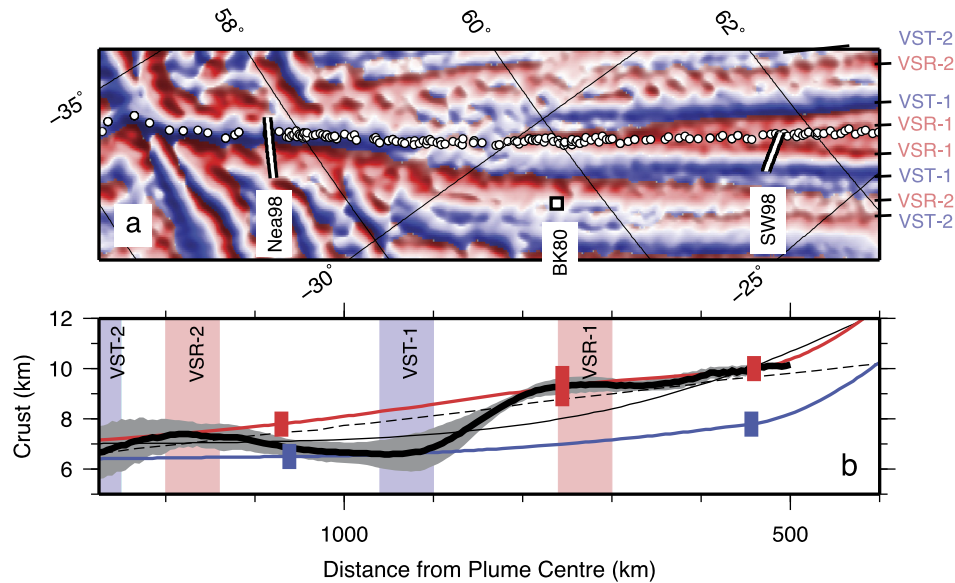 58°
60°
62°
−35°
−30°
−25°
VST-2
VSR-2
VST-1
VSR-1
VSR-1
VST-1
VSR-2
VST-2
a
Nea98
BK80
SW98
VST-2
VSR-2
VST-1
VSR-1
12
10
8
6
Crust (km)
b
1000
500
Distance from Plume Centre (km)